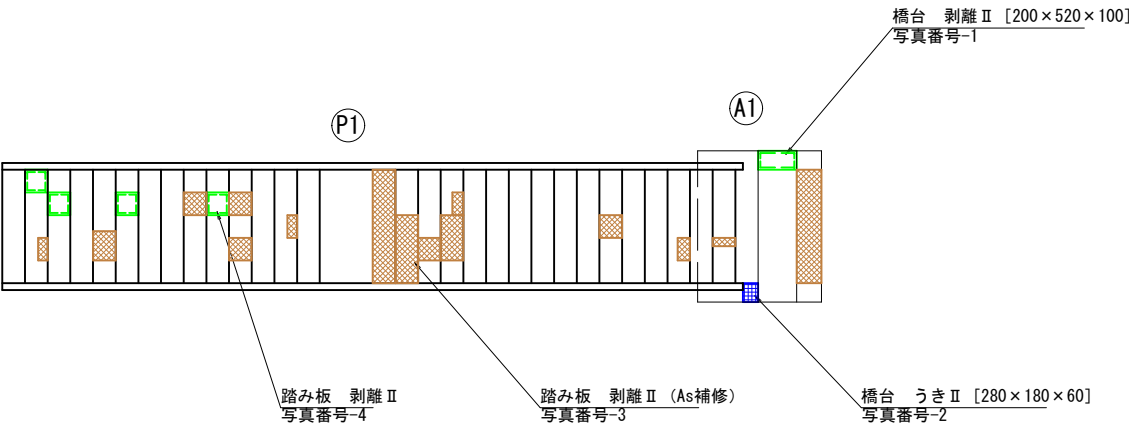 橋台 剥離Ⅱ [200×520×100]
写真番号-1
P1
A1
踏み板 剥離Ⅱ
写真番号-4
踏み板 剥離Ⅱ (As補修)
写真番号-3
橋台 うきⅡ [280×180×60]
写真番号-2